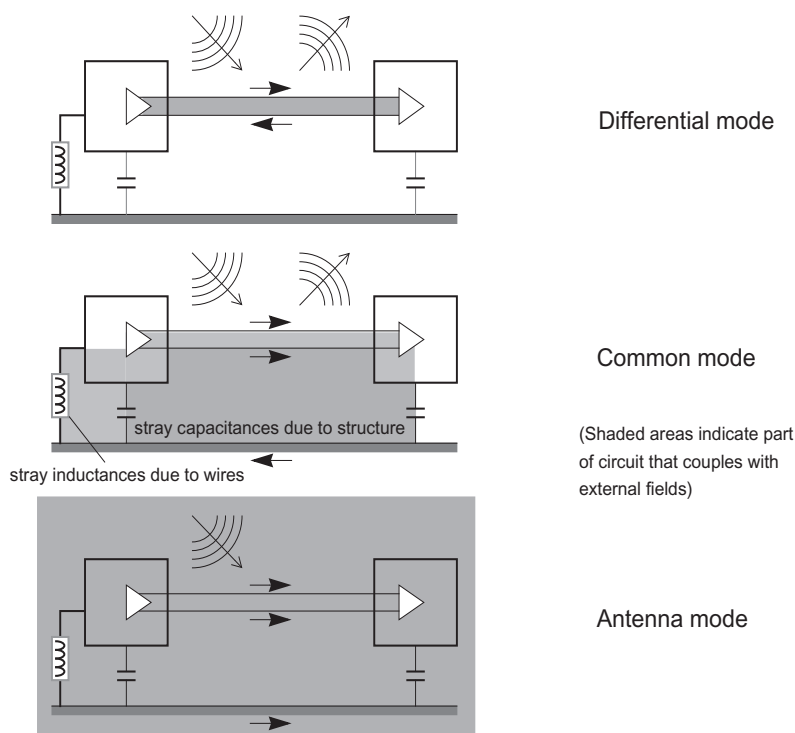 Differential mode
Common mode
stray capacitances due to structure
(Shaded areas indicate part
of circuit that couples with
external fields)
stray inductances due to wires
Antenna mode